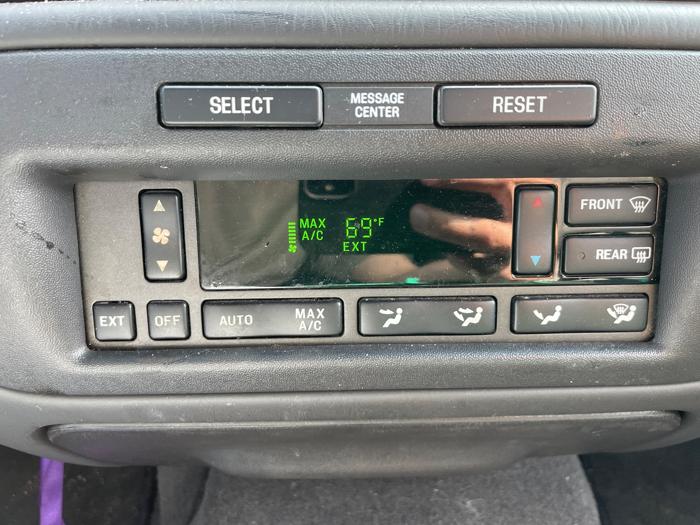 SELECT
MESSAGE
CENTER
RESET
MAX
A/C
69°F
EXT
FRONT
REAR
EXT
OFF
AUTO
MAX
A/C